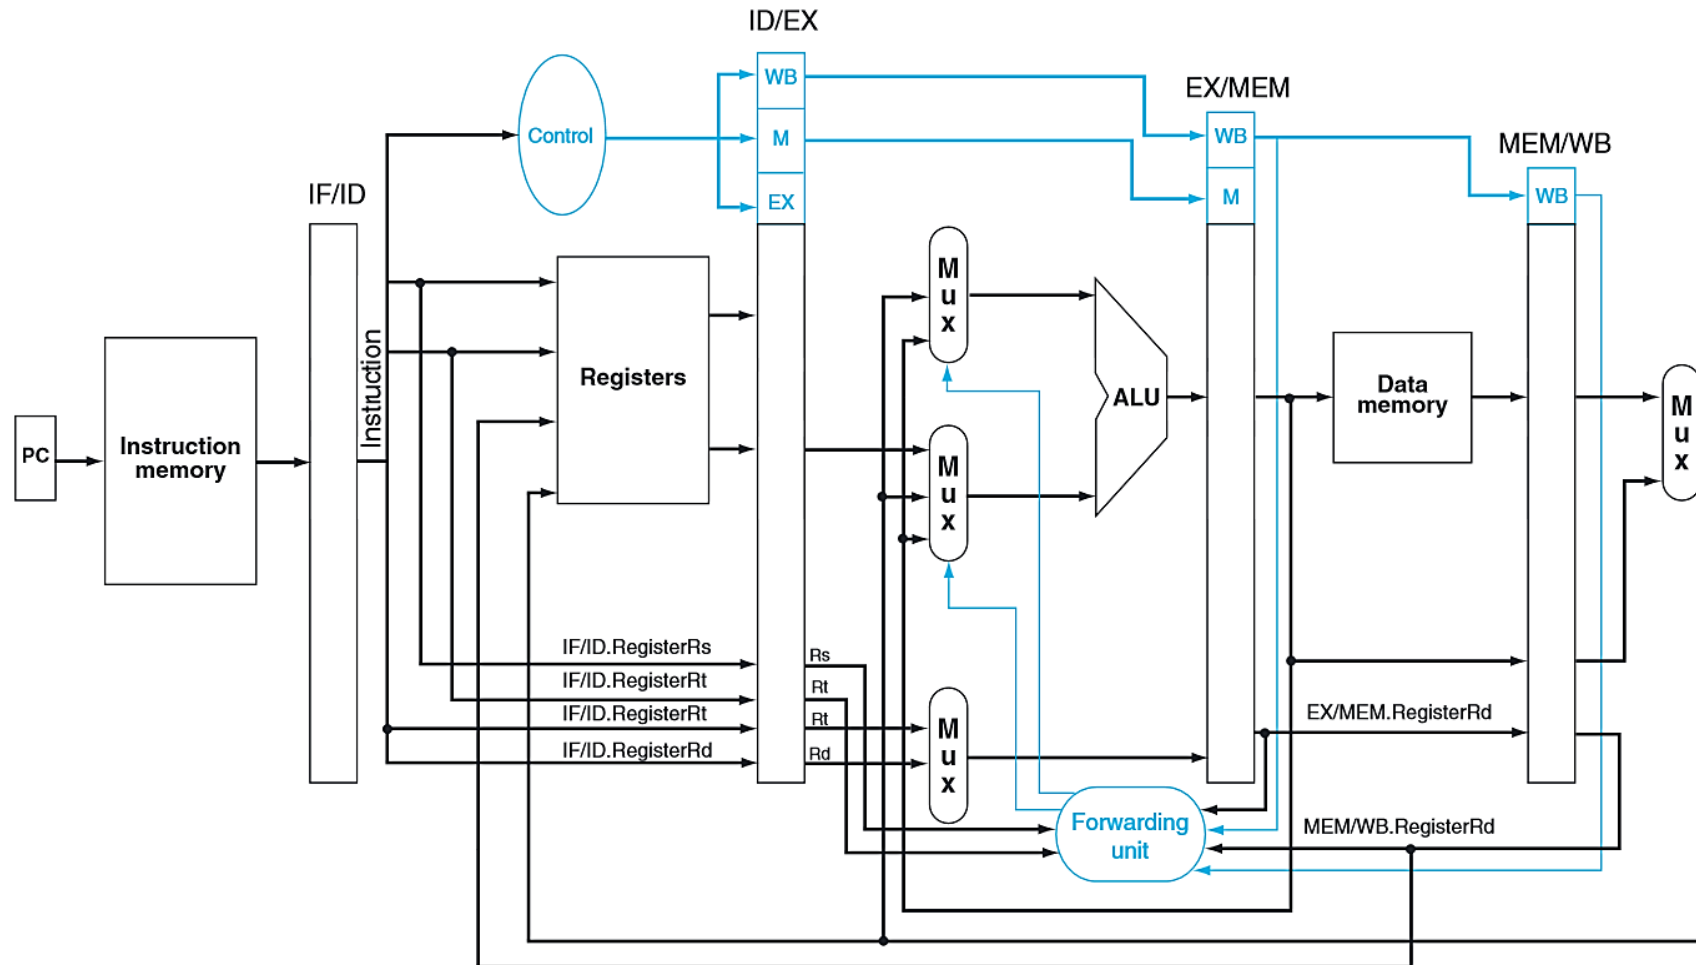 ID/EX
WB
EX/MEM
Control
M
WB
MEM/WB
IF/ID
EX
M
WB
M
u
x
Instruction
Registers
ALU
Data
memory
M
u
x
PC
Instruction
memory
M
u
x
IF/ID.RegisterRs
Rs
IF/ID.RegisterRt
Rt
IF/ID.RegisterRt
Rt
IF/ID.RegisterRd
Rd
M
u
x
EX/MEM.RegisterRd
Forwarding
unit
MEM/WB.RegisterRd